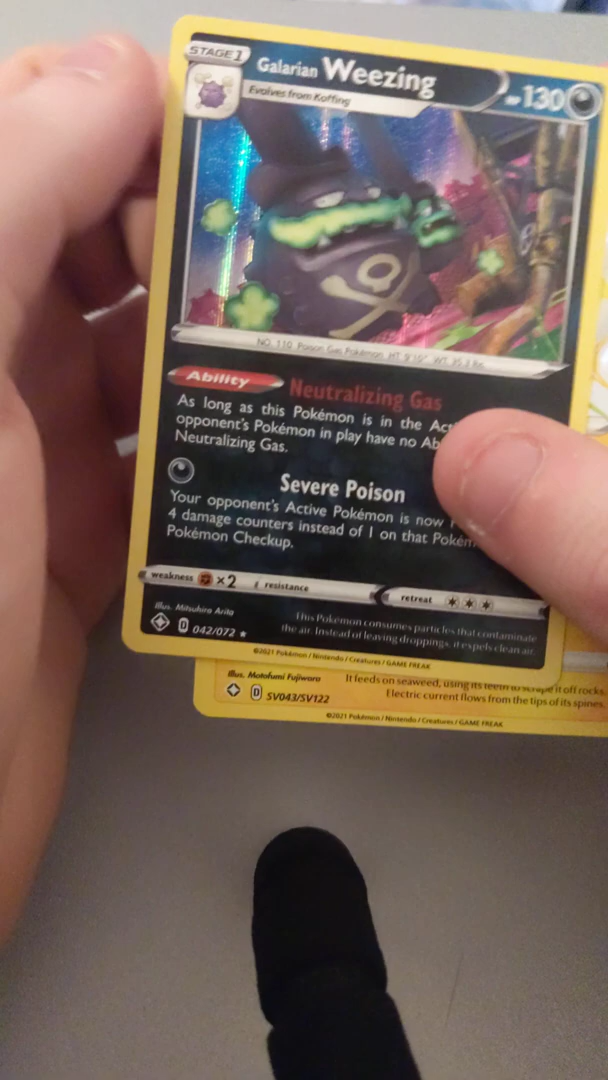 STAGE 1
Galarian Weezing
130
Evolves from Koffing
NO. 110 Poison Gas Pokémon HT 9'10" WT 35.3 lbs.
Ability Neutralizing Gas
As long as this Pokémon is in the
opponent's Pokémon in play have no
Neutralizing Gas.
Severe Poison
Your opponent's Active Pokémon is now
4 damage counters instead of 1 on that
Pokémon Checkup.
weakness ×2 resistance retreat
Illus. Mitsuhiro Arita
D 042/072 ★
This Pokémon consumes particles that contaminate
the air. Instead of leaving droppings, it expels clean air.
©2021 Pokémon / Nintendo / Creatures / GAME FREAK
Illus. Motofumi Fujiwara
D SV043/SV122
It feeds on seaweed, using its teeth to scrape it off rocks.
Electric current flows from the tips of its spines.
©2021 Pokémon / Nintendo / Creatures / GAME FREAK